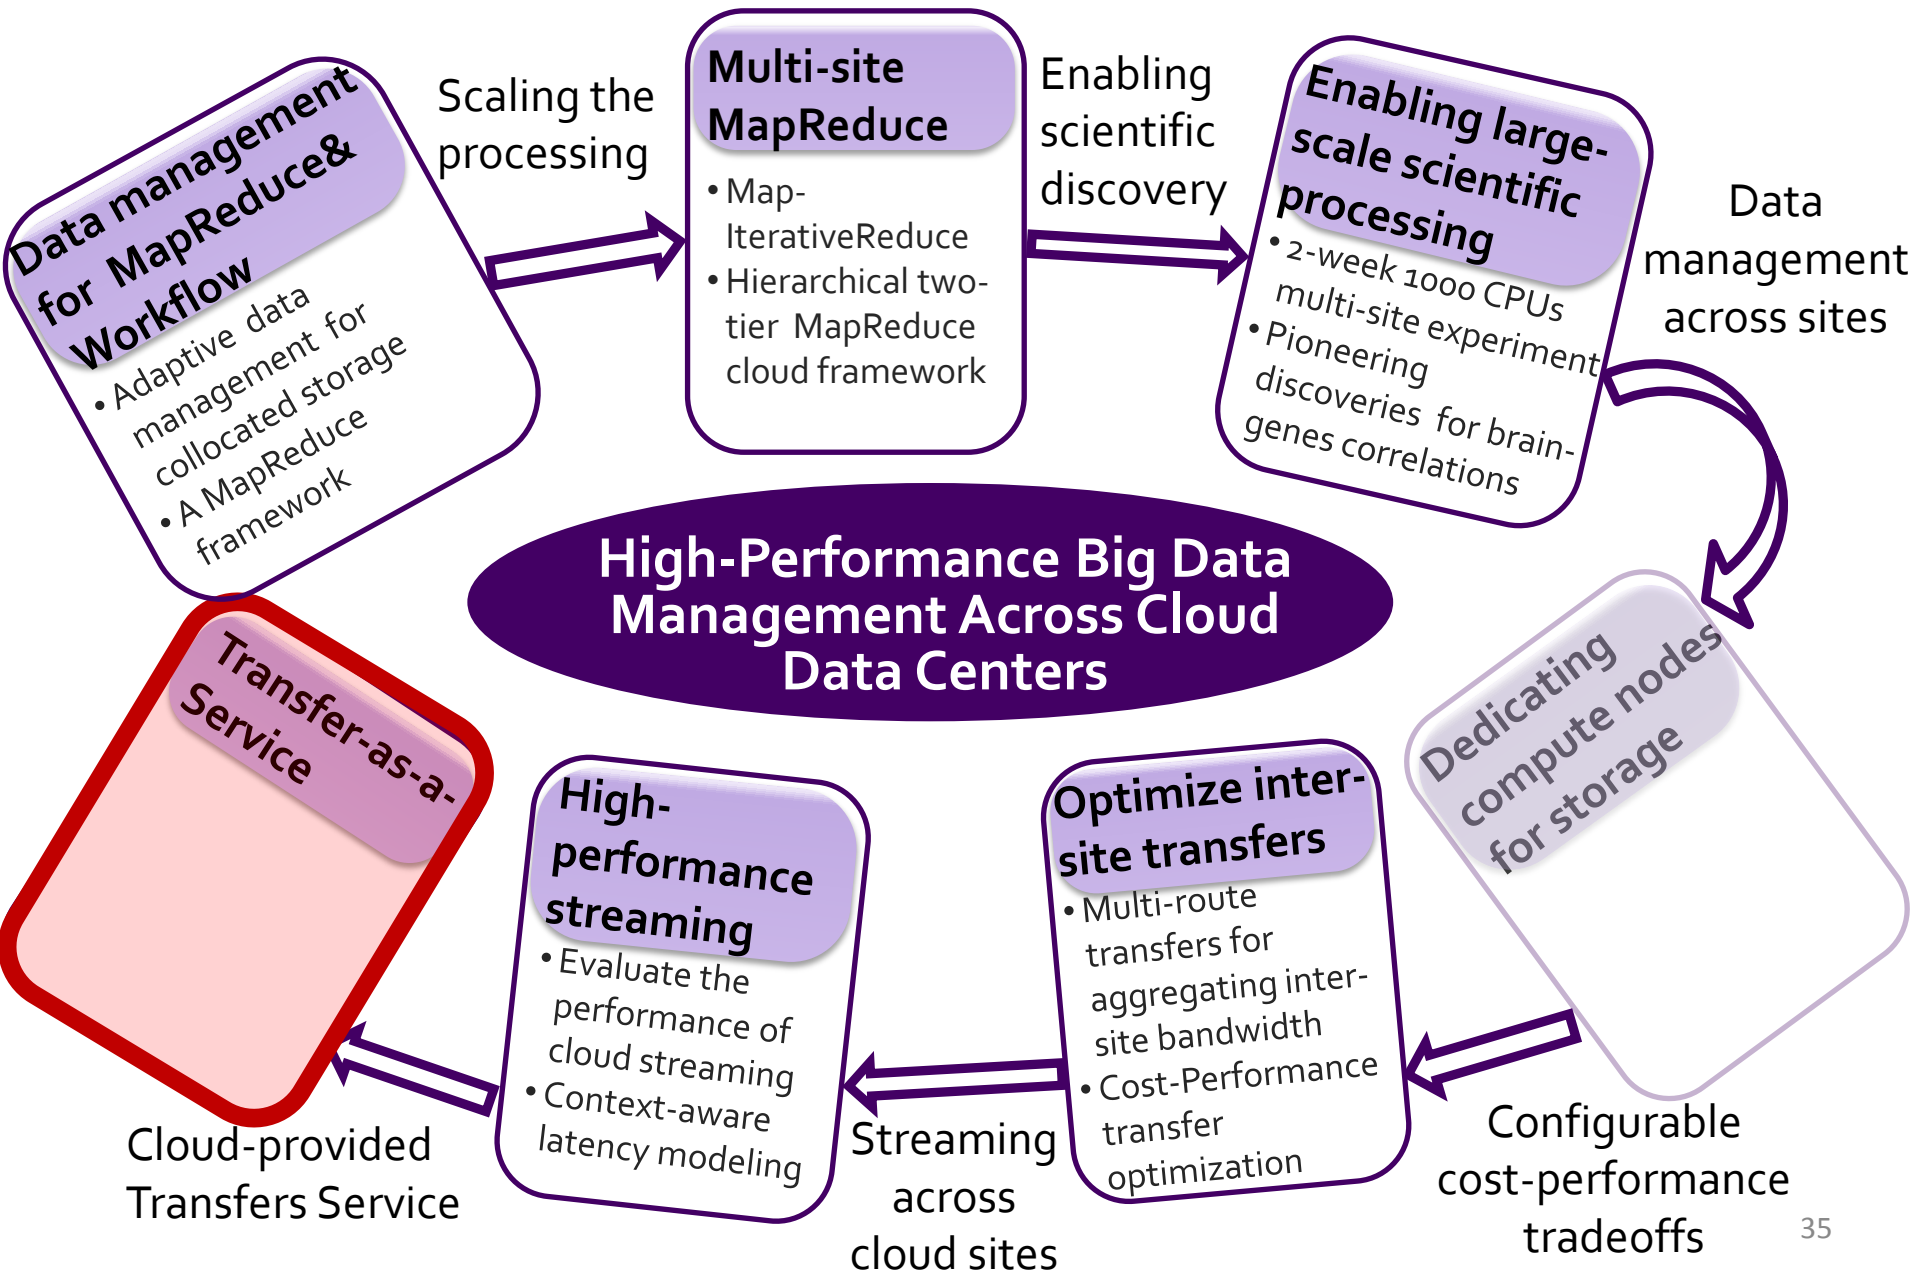 Data management
for MapReduce&
Workflow
• Adaptive data
management for
collocated storage
• A MapReduce
framework
Scaling the
processing
Multi-site
MapReduce
• Map-
IterativeReduce
• Hierarchical two-
tier MapReduce
cloud framework
Enabling
scientific
discovery
Enabling large-
scale scientific
processing
• 2-week 1000 CPUs
multi-site experiment
• Pioneering
discoveries for brain-
genes correlations
Data
management
across sites
High-Performance Big Data
Management Across Cloud
Data Centers
Dedicating
compute nodes
for storage
Configurable
cost-performance
tradeoffs
Optimize inter-
site transfers
• Multi-route
transfers for
aggregating inter-
site bandwidth
• Cost-Performance
transfer
optimization
Streaming
across
cloud sites
High-
performance
streaming
• Evaluate the
performance of
cloud streaming
• Context-aware
latency modeling
Cloud-provided
Transfers Service
Transfer-as-a-
Service
35